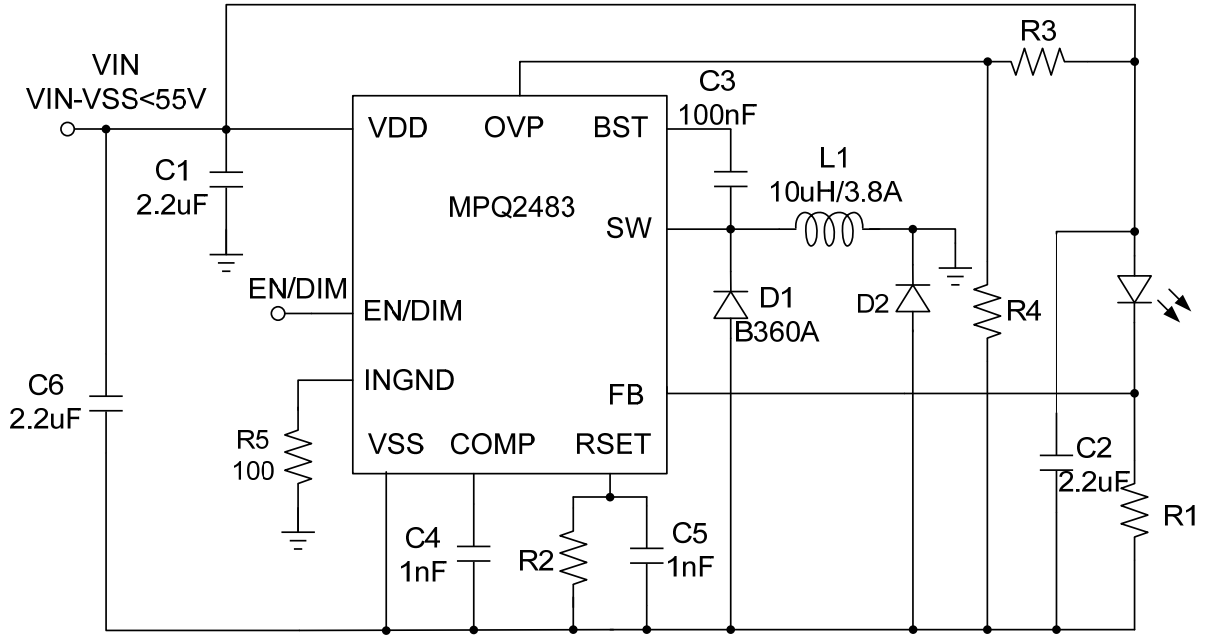 R3
VIN
VIN-VSS<55V
C3
100nF
VDD
OVP
BST
C1
2.2uF
L1
10uH/3.8A
MPQ2483
SW
EN/DIM
EN/DIM
D1
B360A
D2
R4
C6
2.2uF
INGND
FB
R5
100
VSS
COMP
RSET
C2
2.2uF
R1
C4
1nF
R2
C5
1nF